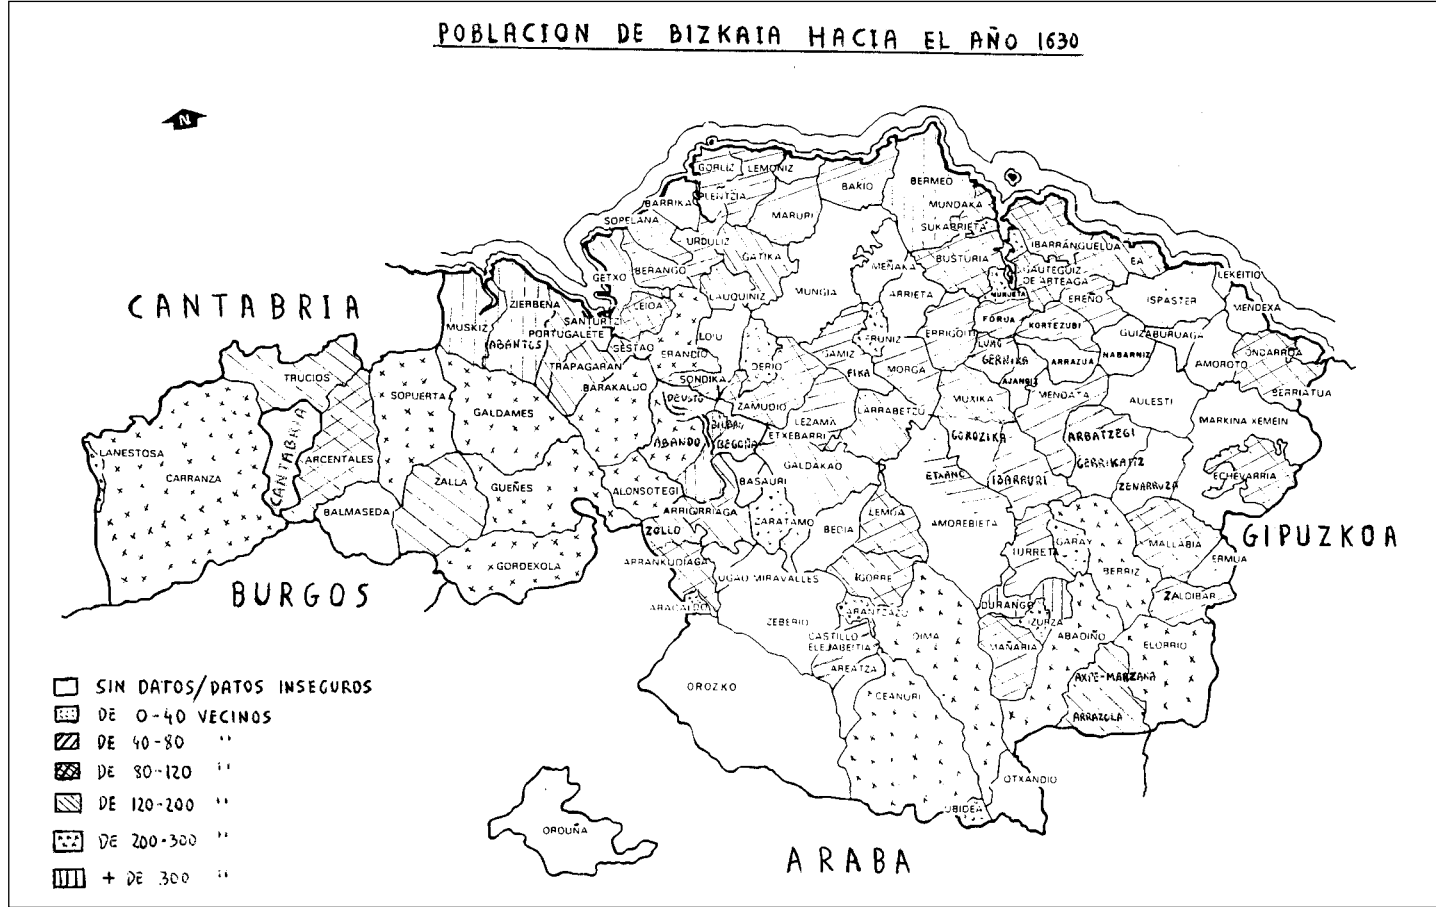 POBLACION DE BIZKAIA HACIA EL AÑO 1630
N
GORLIZ
LEMONIZ
PLENTZIA
BAKIO
BERMEO
BARRIKA
MUNDAKA
MARURI
SOPELANA
SUKARRIETA
URDULIZ
IBARRANGUELUA
GATIKA
BUSTURIA
EA
GETXO
BERANGO
MEÑAKA
GAUTEGUIZ
DE ARTEAGA
LEKEITIO
CANTABRIA
ZIERBENA
LAUQUINIZ
MUNGIA
ARRIETA
MURUETA
EREÑO
ISPASTER
MENDEXA
LEIOA
MUSKIZ
SANTURTZI
FORUA
KORTEZUBI
PORTUGALETE
ERRIGOITI
GUIZABURUAGA
ABANTOS
SESTAO
LOIU
FRUNIZ
LUMO
GERNIKA
ERANDIO
GAMIZ
FIKA
ARRAZUA
NABARNIZ
ONDARROA
TRAPAGARAN
DERIO
MORGA
AMOROTO
TRUCIOS
BARAKALDO
SONDIKA
AJANGIZ
BERRIATUA
SOPUERTA
DEUSTO
ZAMUDIO
MUXIKA
MENDATA
AULESTI
GALDAMES
LARRABETZU
BILBAO
LEZAMA
MARKINA XEMEIN
ETXEBARRI
GOROZIKA
ARBATZEGI
ABANDO
BEGOÑA
LANESTOSA
ARCENTALES
CANTABRIA
GALDAKAO
GERRIKAITZ
CARRANZA
ZALLA
GUEÑES
ALONSOTEGI
BASAURI
ETXANO
IBARRURI
ECHEVARRIA
ZENARRUZA
BALMASEDA
ARRIGIRRIAGA
LEMOA
AMOREBIETA
ZOLLO
ZARATAMO
BEDIA
GIPUZKOA
GARAY
MALLABIA
IURRETA
GORDEXOLA
ARRANKUDIAGA
ERMUA
BERRIZ
UGAO MIRAVALLES
IGORRE
BURGOS
ZALDIBAR
ARACALDO
DURANGO
ARANTZAZU
ZEBERIO
IZURZA
CASTILLO
ELEJABEITIA
DIMA
ABADIÑO
MAÑARIA
ELORRIO
AREATZA
AXPE-MARZANA
OROZKO
CEANURI
ARRAZOLA
SIN DATOS/DATOS INSEGUROS
DE 0-40 VECINOS
DE 40-80 "
DE 80-120 "
DE 120-200 "
DE 200-300 "
+ DE 300 "
OTXANDIO
UBIDEA
ORDUÑA
ARABA